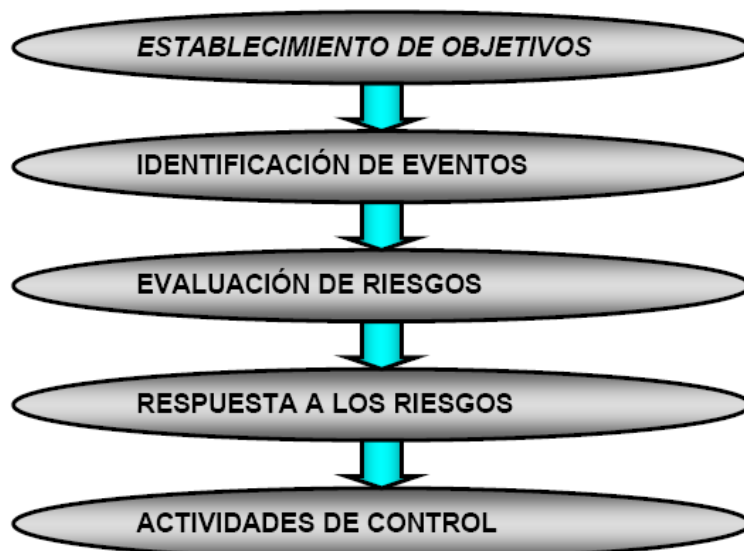 ESTABLECIMIENTO DE OBJETIVOS
IDENTIFICACIÓN DE EVENTOS
EVALUACIÓN DE RIESGOS
RESPUESTA A LOS RIESGOS
ACTIVIDADES DE CONTROL